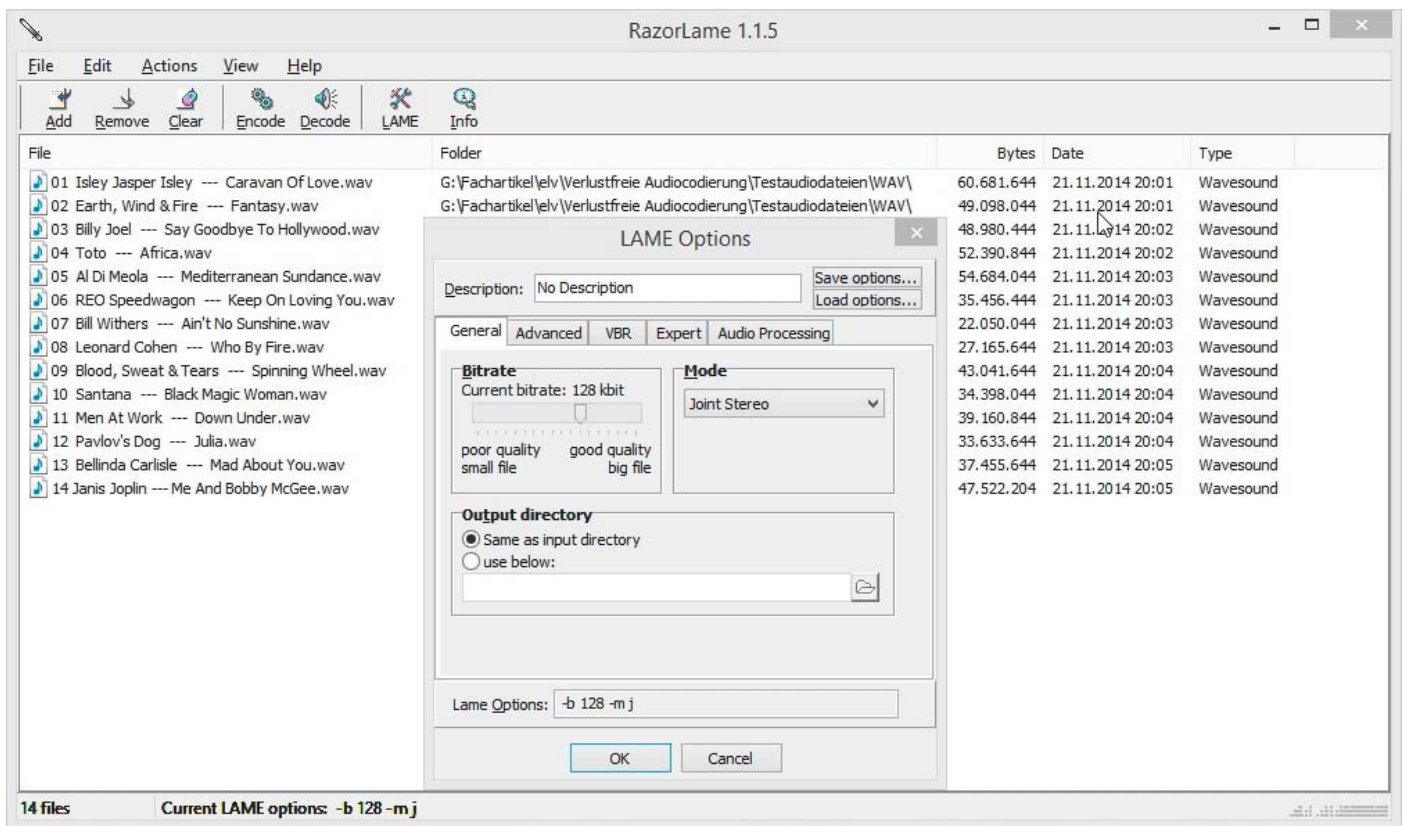 RazorLame 1.1.5
File Edit Actions View Help
Add Remove Clear Encode Decode LAME Info
File Folder Bytes Date Type
01 Isley Jasper Isley --- Caravan Of Love.wav G:\Fachartikel\elv\Verlustfreie Audiocodierung\Testaudiodateien\WAV\ 60.681.644 21.11.2014 20:01 Wavesound
02 Earth, Wind & Fire --- Fantasy.wav G:\Fachartikel\elv\Verlustfreie Audiocodierung\Testaudiodateien\WAV\ 49.098.044 21.11.2014 20:01 Wavesound
03 Billy Joel --- Say Goodbye To Hollywood.wav 48.980.444 21.11.2014 20:02 Wavesound
04 Toto --- Africa.wav 52.390.844 21.11.2014 20:02 Wavesound
05 Al Di Meola --- Mediterranean Sundance.wav 54.684.044 21.11.2014 20:03 Wavesound
06 REO Speedwagon --- Keep On Loving You.wav 35.456.444 21.11.2014 20:03 Wavesound
07 Bill Withers --- Ain't No Sunshine.wav 22.050.044 21.11.2014 20:03 Wavesound
08 Leonard Cohen --- Who By Fire.wav 27.165.644 21.11.2014 20:03 Wavesound
09 Blood, Sweat & Tears --- Spinning Wheel.wav 43.041.644 21.11.2014 20:04 Wavesound
10 Santana --- Black Magic Woman.wav 34.398.044 21.11.2014 20:04 Wavesound
11 Men At Work --- Down Under.wav 39.160.844 21.11.2014 20:04 Wavesound
12 Pavlov's Dog --- Julia.wav 33.633.644 21.11.2014 20:04 Wavesound
13 Bellinda Carlisle --- Mad About You.wav 37.455.644 21.11.2014 20:05 Wavesound
14 Janis Joplin --- Me And Bobby McGee.wav 47.522.204 21.11.2014 20:05 Wavesound
LAME Options
Description: No Description
Save options...
Load options...
General Advanced VBR Expert Audio Processing
Bitrate
Current bitrate: 128 kbit
poor quality good quality
small file big file
Mode
Joint Stereo
Output directory
Same as input directory
use below:
Lame Options: -b 128 -m j
OK Cancel
14 files Current LAME options: -b 128 -m j